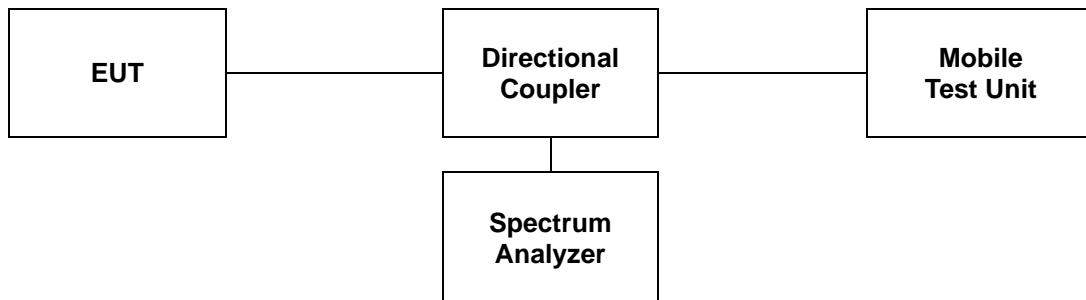 EUT
Directional
Coupler
Mobile
Test Unit
Spectrum
Analyzer